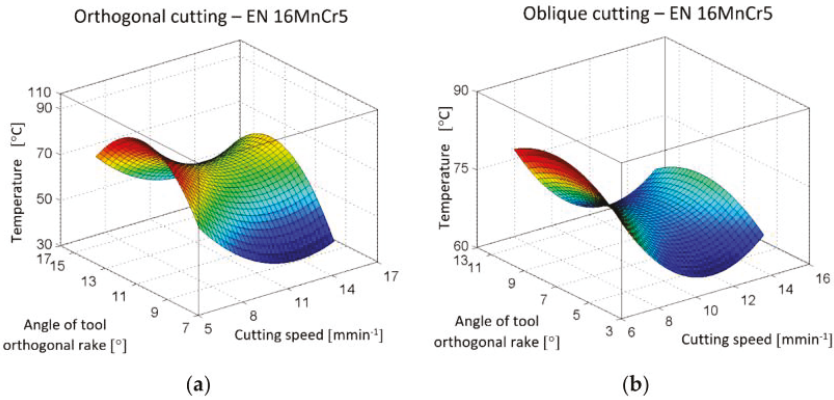 Orthogonal cutting – EN 16MnCr5
110
90
70
50
30
Temperature [°C]
17
15
13
11
9
7
5
8
11
14
17
Angle of tool
orthogonal rake [°]
Cutting speed [mmin-1]
(a)
Oblique cutting – EN 16MnCr5
90
75
60
Temperature [°C]
13
11
9
7
5
3
6
8
10
12
14
16
Angle of tool
orthogonal rake [°]
Cutting speed [mmin-1]
(b)